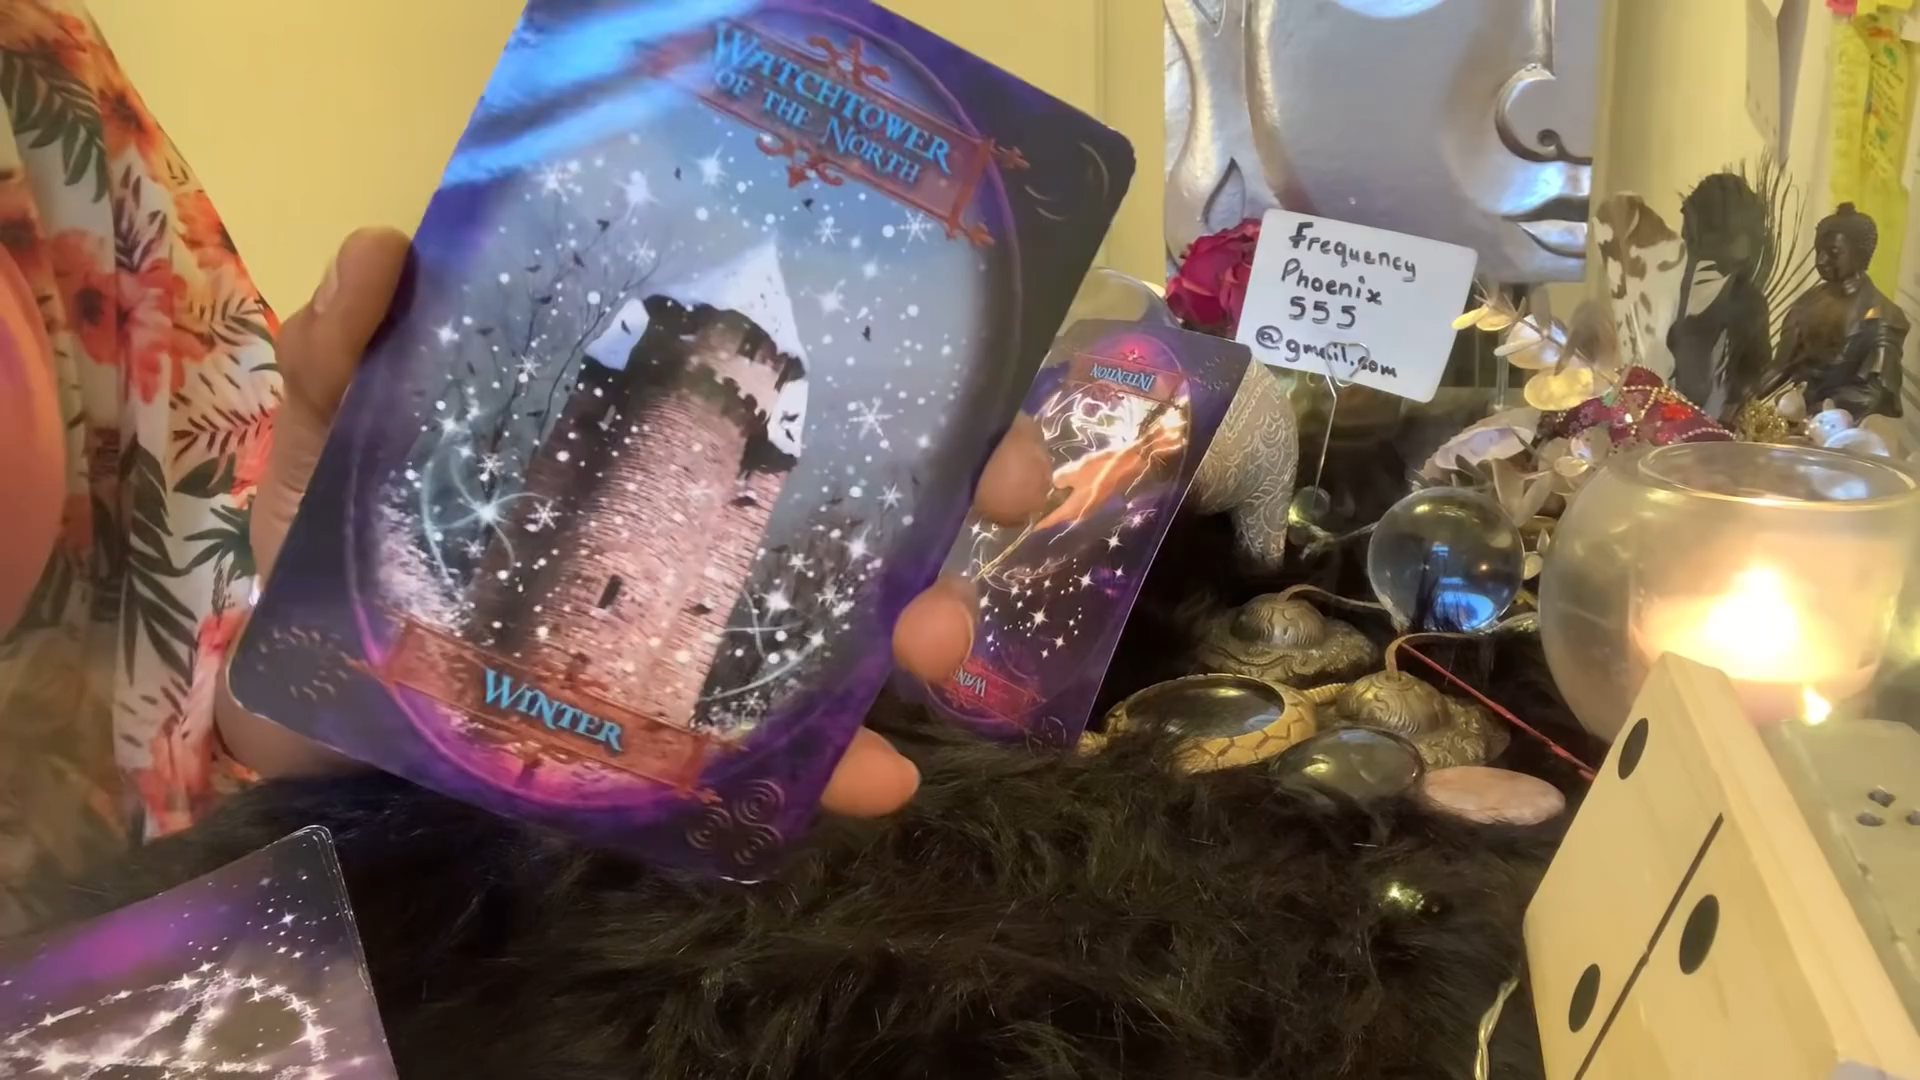 WATCHTOWER
OF THE NORTH
WINTER
Frequency
Phoenix
555
@gmail.com
INTENTION